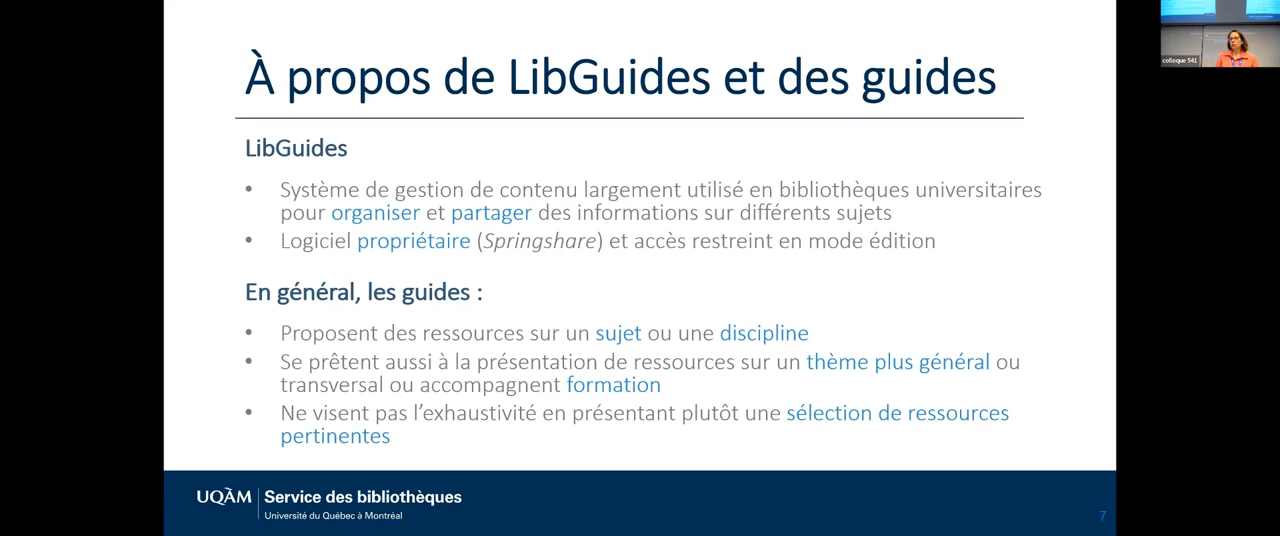 À propos de LibGuides et des guides
LibGuides
• Système de gestion de contenu largement utilisé en bibliothèques universitaires
pour organiser et partager des informations sur différents sujets
• Logiciel propriétaire (Springshare) et accès restreint en mode édition
En général, les guides :
• Proposent des ressources sur un sujet ou une discipline
• Se prêtent aussi à la présentation de ressources sur un thème plus général ou
transversal ou accompagnent formation
• Ne visent pas l’exhaustivité en présentant plutôt une sélection de ressources
pertinentes
UQÀM Service des bibliothèques
Université du Québec à Montréal
7
colloque 541